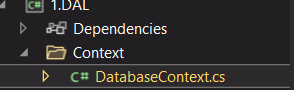 1.DAL
Dependencies
Context
C# DatabaseContext.cs